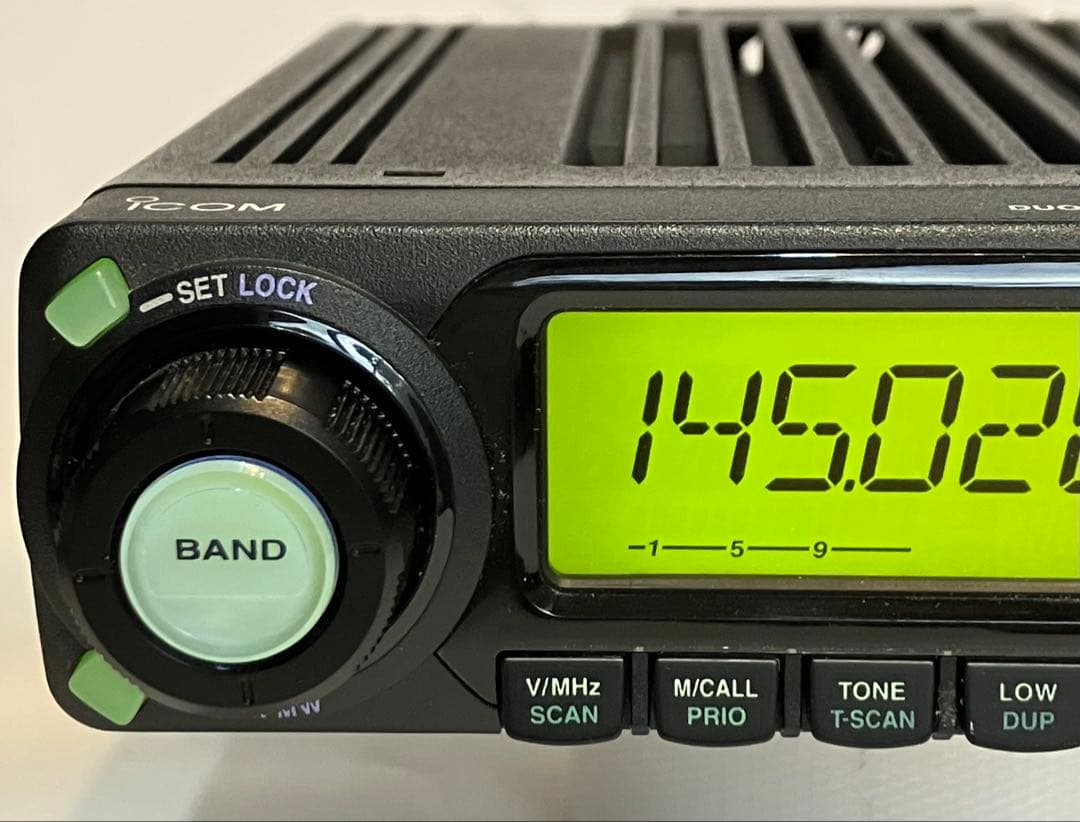 ICOM
SET LOCK
145.02
1 5 9
BAND
V/MHz
SCAN
M/CALL
PRIO
TONE
T-SCAN
LOW
DUP